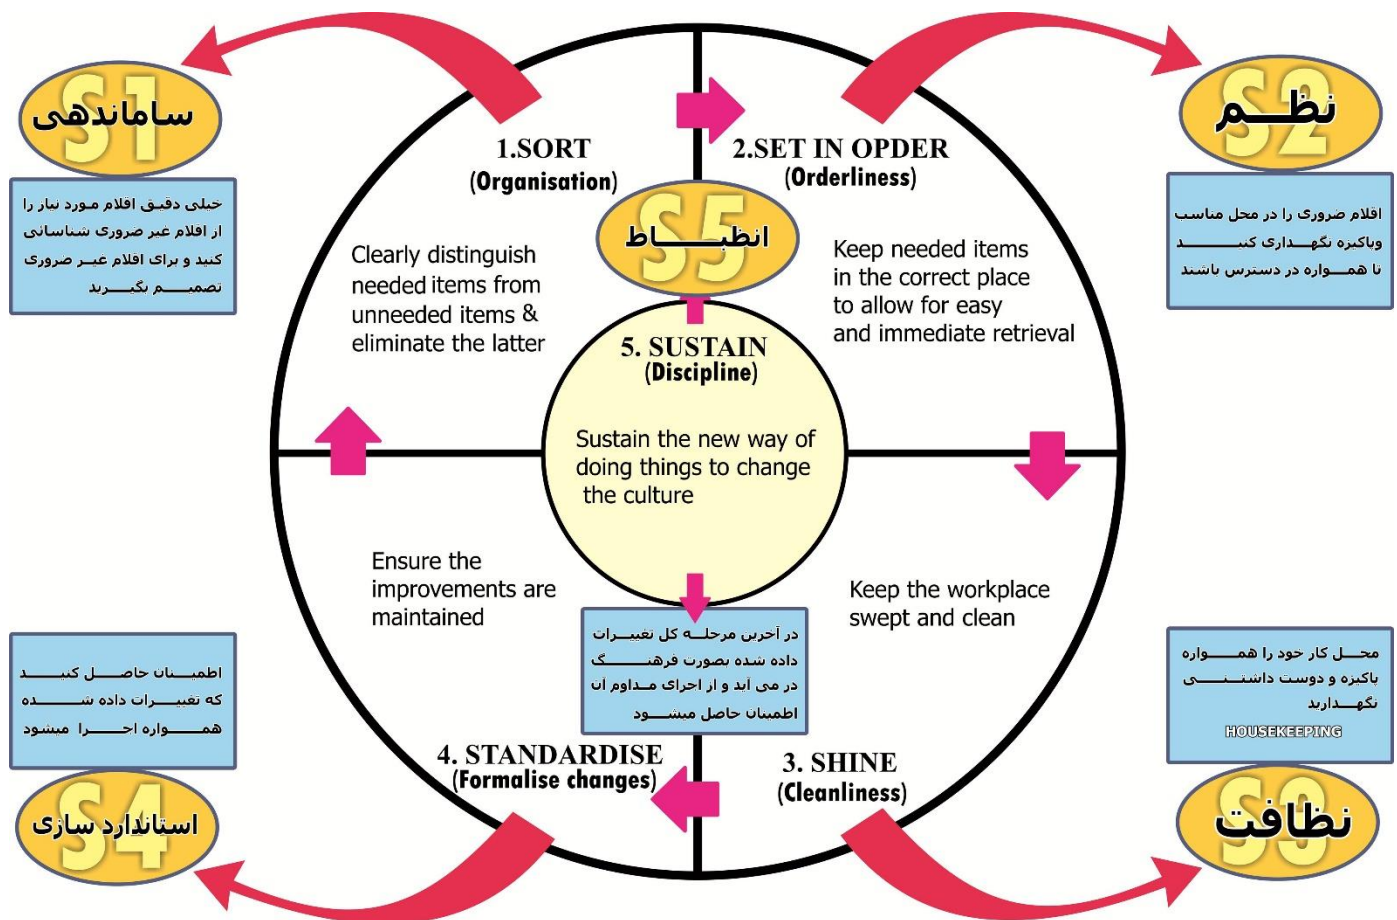 S1
ساماندهی
خیلی دقیق اقلام مورد نیاز را
از اقلام غیر ضروری شناسائی
کنید و برای اقلام غیر ضروری
تصمیم بگیرید
1.SORT
(Organisation)
Clearly distinguish
needed items from
unneeded items &
eliminate the latter
2.SET IN OPDER
(Orderliness)
Keep needed items
in the correct place
to allow for easy
and immediate retrieval
S2
نظم
اقلام ضروری را در محل مناسب
وپاکیزه نگهداری کنید
تا همواره در دسترس باشند
S5
انظباط
5. SUSTAIN
(Discipline)
Sustain the new way of
doing things to change
the culture
در آخرین مرحله کل تغییرات
داده شده بصورت فرهنگ
در می آید و از اجرای مداوم آن
اطمینان حاصل میشود
Keep the workplace
swept and clean
3. SHINE
(Cleanliness)
محل کار خود را همواره
پاکیزه و دوست داشتنی
نگهدارید
HOUSEKEEPING
S3
نظافت
Ensure the
improvements are
maintained
4. STANDARDISE
(Formalise changes)
اطمینان حاصل کنید
که تغییرات داده شده
همواره اجرا میشود
S4
استاندارد سازی